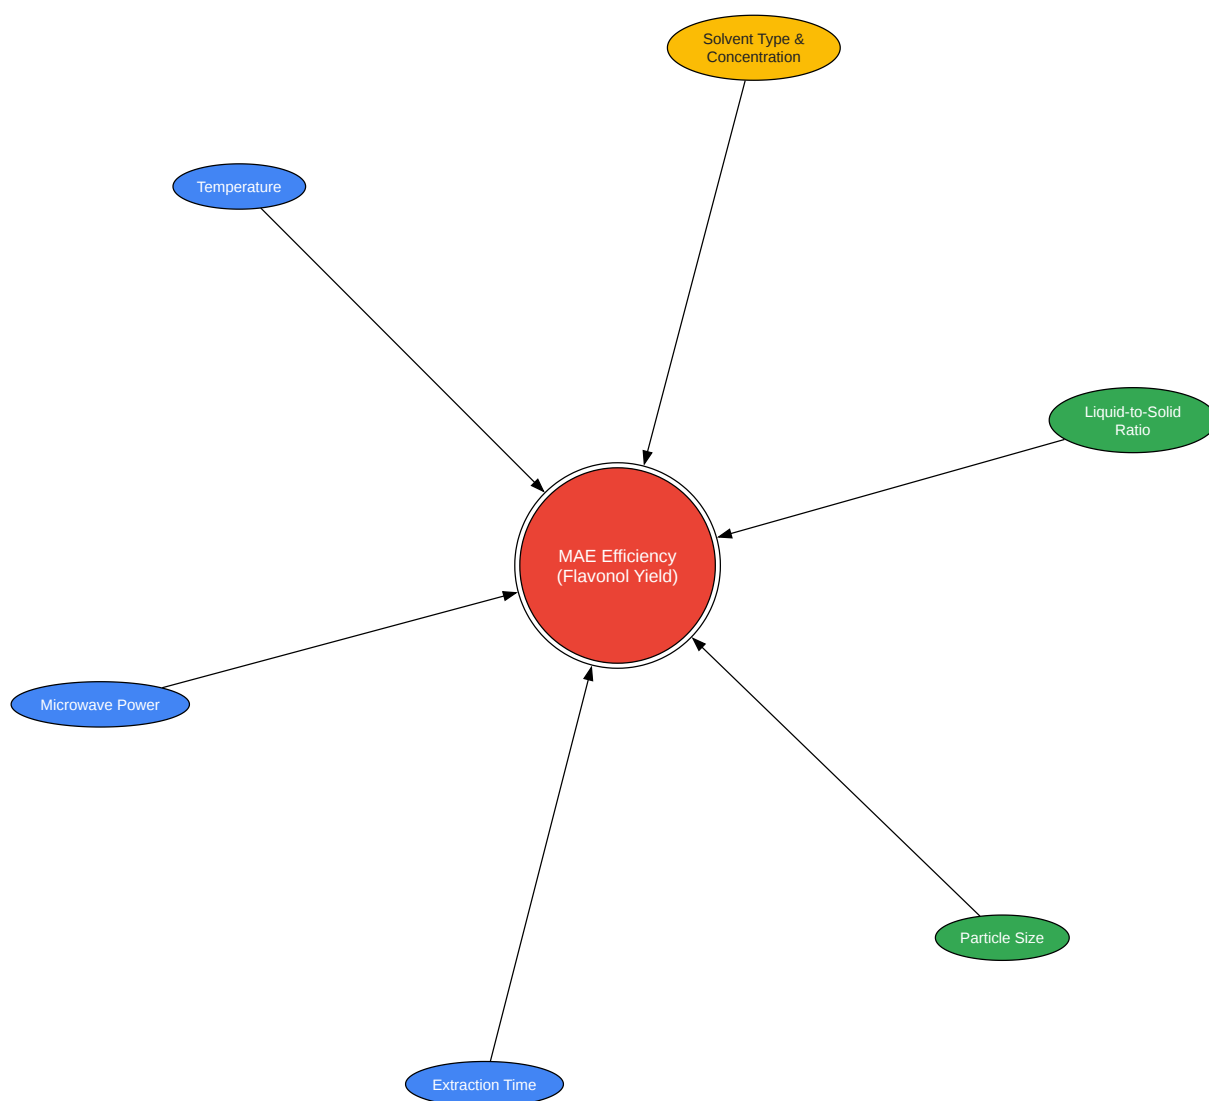 Solvent Type &
Concentration
Temperature
Liquid-to-Solid
Ratio
MAE Efficiency
(Flavonol Yield)
Microwave Power
Particle Size
Extraction Time